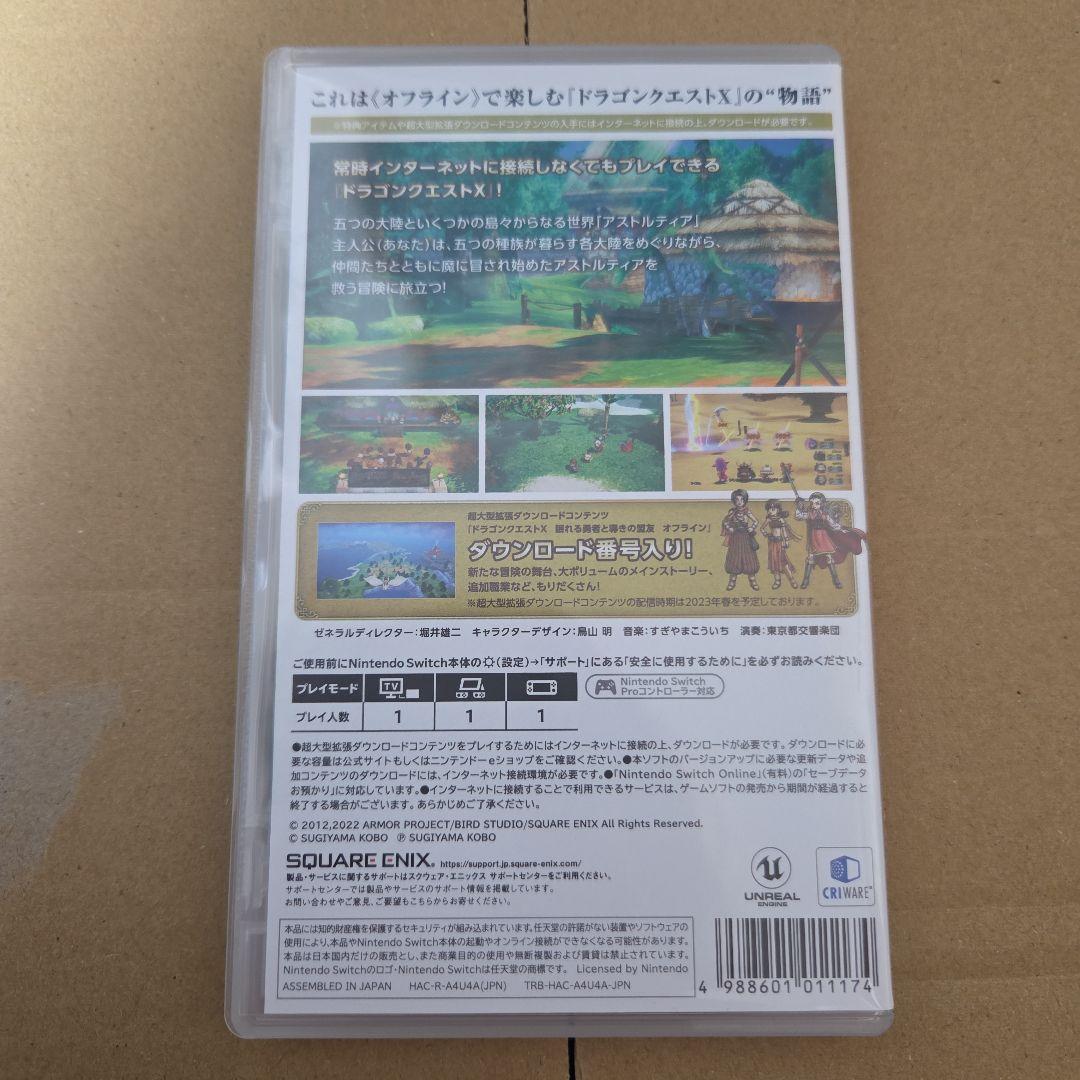 これは《オフライン》で楽しむ『ドラゴンクエストX』の“物語”
※特典アイテムや超大型拡張ダウンロードコンテンツの入手にはインターネットに接続の上、ダウンロードが必要です。
常時インターネットに接続しなくてもプレイできる
『ドラゴンクエストX』!
五つの大陸といくつかの島々からなる世界「アストルティア」
主人公(あなた)は、五つの種族が暮らす各大陸をめぐりながら、
仲間たちとともに魔に冒され始めたアストルティアを
救う冒険に旅立つ!
超大型拡張ダウンロードコンテンツ
『ドラゴンクエストX 眠れる勇者と導きの盟友 オフライン』
ダウンロード番号入り!
新たな冒険の舞台、大ボリュームのメインストーリー、
追加職業など、もりだくさん!
※超大型拡張ダウンロードコンテンツの配信時期は2023年春を予定しております。
ゼネラルディレクター:堀井雄二 キャラクターデザイン:鳥山 明 音楽:すぎやまこういち 演奏:東京都交響楽団
ご使用前にNintendo Switch本体の(設定)→「サポート」にある「安全に使用するために」を必ずお読みください。
プレイモード TV
Nintendo Switch
Proコントローラー対応
プレイ人数 1 1 1
●超大型拡張ダウンロードコンテンツをプレイするためにはインターネットに接続の上、ダウンロードが必要です。ダウンロードに必
要な容量は公式サイトもしくはニンテンドーeショップをご確認ください。●本ソフトのバージョンアップに必要な更新データや追
加コンテンツのダウンロードには、インターネット接続環境が必要です。●「Nintendo Switch Online」(有料)の「セーブデータ
お預かり」に対応しています。●インターネットに接続することで利用できるサービスは、ゲームソフトの発売から期間が経過すると
終了する場合がございます。あらかじめご了承ください。
© 2012,2022 ARMOR PROJECT/BIRD STUDIO/SQUARE ENIX All Rights Reserved.
© SUGIYAMA KOBO ℗ SUGIYAMA KOBO
SQUARE ENIX. https://support.jp.square-enix.com/
製品・サービスに関するサポートはスクウェア・エニックス サポートセンターをご利用ください。
サポートセンターでは製品やサービスのサポート情報を掲載しています。
お問い合わせやご意見、ご要望もこちらからお寄せください。
UNREAL
ENGINE
CRIWARE™
本品には知的財産権を保護するセキュリティが組み込まれています。任天堂の許諾がない装置やソフトウェアの
使用により、本品やNintendo Switch本体の起動やオンライン接続ができなくなる可能性があります。
本品は日本国内だけの販売とし、また商業目的の使用や無断複製および賃貸は禁止されています。
Nintendo Switchのロゴ・Nintendo Switchは任天堂の商標です。 Licensed by Nintendo
ASSEMBLED IN JAPAN HAC-R-A4U4A(JPN) TRB-HAC-A4U4A-JPN
4 988601 011174